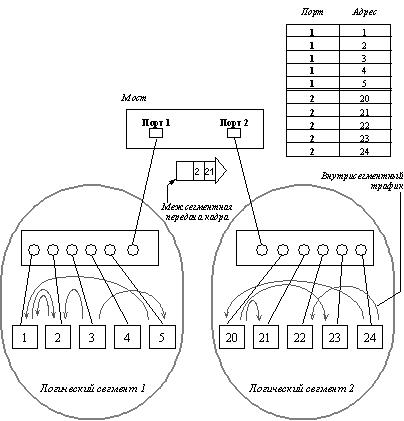 Порт Адрес
1 1
1 2
1 3
1 4
1 5
2 20
2 21
2 22
2 23
2 24
Мост
Порт 1 Порт 2
2 21
Межсегментная
передача кадра
Внутрисегментный
трафик
1 2 3 4 5
20 21 22 23 24
Логический сегмент 1
Логический сегмент 2